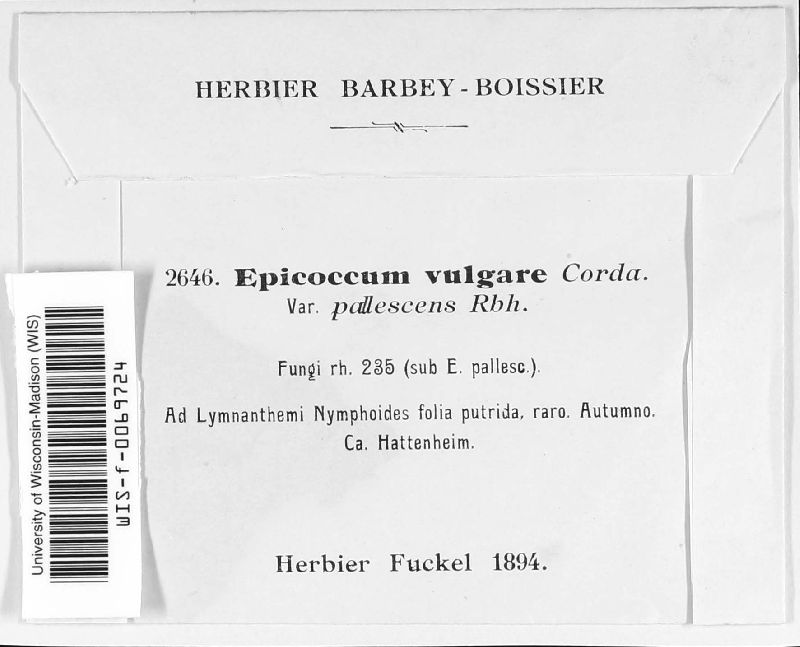 HERBIER BARBEY-BOISSIER
2646. Epicoccum vulgare Corda.
Var. pallescens Rbh.
Fungi rh. 235 (sub E. pallesc.).
Ad Lymnanthemi Nymphoides folia putrida, raro. Autumno.
Ca. Hattenheim.
Herbier Fuckel 1894.
University of Wisconsin-Madison (WIS)
WIS-f-0069724